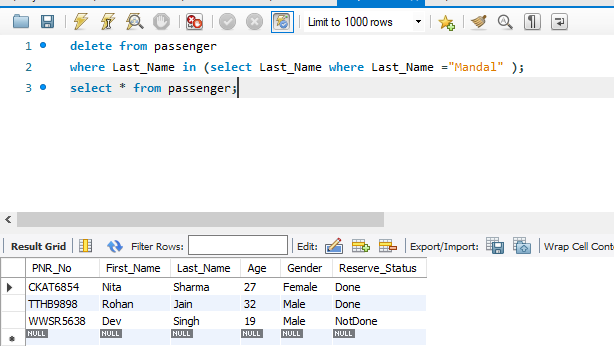 Limit to 1000 rows
1 delete from passenger
2 where Last_Name in (select Last_Name where Last_Name ="Mandal" );
3 select * from passenger;
Result Grid Filter Rows: Edit: Export/Import: Wrap Cell Cont
PNR_No First_Name Last_Name Age Gender Reserve_Status
CKAT6854 Nita Sharma 27 Female Done
TTHB9898 Rohan Jain 32 Male Done
WWSR5638 Dev Singh 19 Male NotDone
NULL NULL NULL NULL NULL NULL